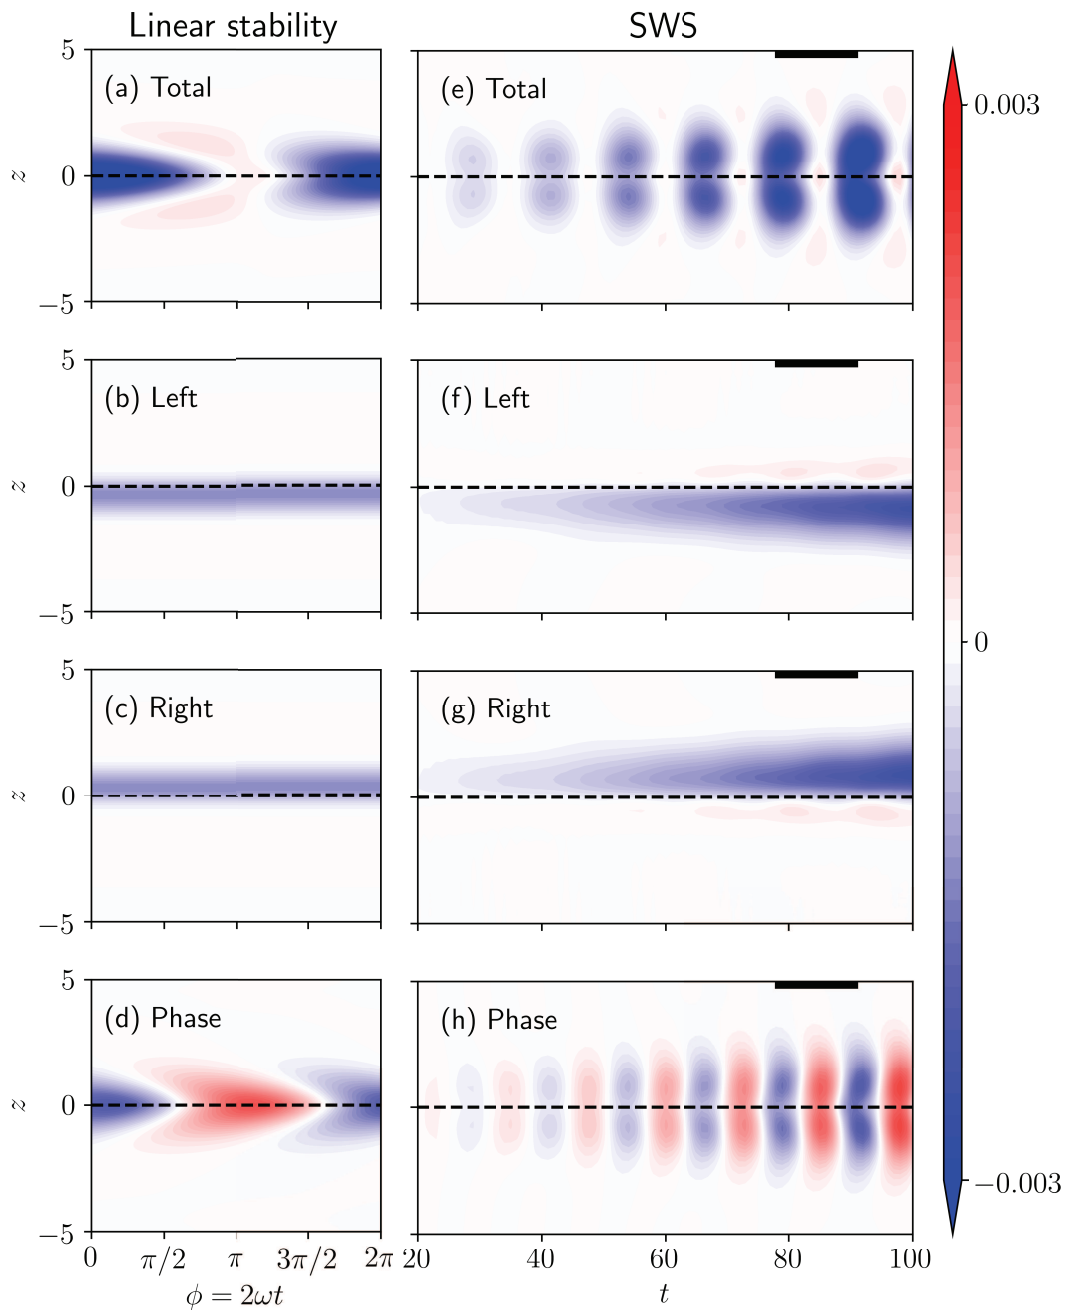 Linear stability
SWS
5
z
0
−5
(a) Total
(e) Total
0.003
0
−0.003
5
z
0
−5
(b) Left
(f) Left
5
z
0
−5
(c) Right
(g) Right
5
z
0
−5
(d) Phase
(h) Phase
0 π/2 π 3π/2 2π
20 40 60 80 100
ϕ = 2ωt
t